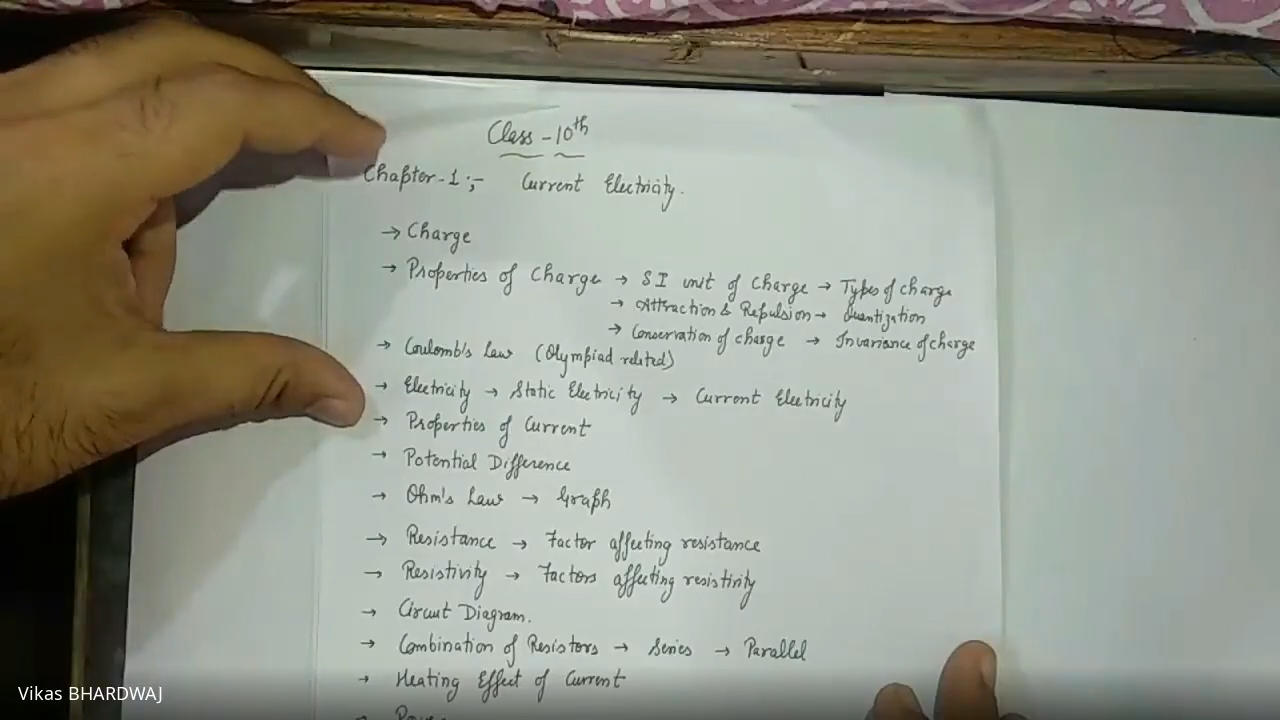 Class - 10th
Chapter-1 :- Current Electricity.
→ Charge
→ Properties of Charge → SI unit of Charge → Types of charge
→ Attraction & Repulsion → Quantization
→ Conservation of charge → Invariance of charge
→ Coulomb's Law (Olympiad related)
→ Electricity → Static Electricity → Current Electricity
→ Properties of Current
→ Potential Difference
→ Ohm's Law → Graph
→ Resistance → Factor affecting resistance
→ Resistivity → Factors affecting resistivity
→ Circuit Diagram.
→ Combination of Resistors → Series → Parallel
→ Heating Effect of Current
Vikas BHARDWAJ